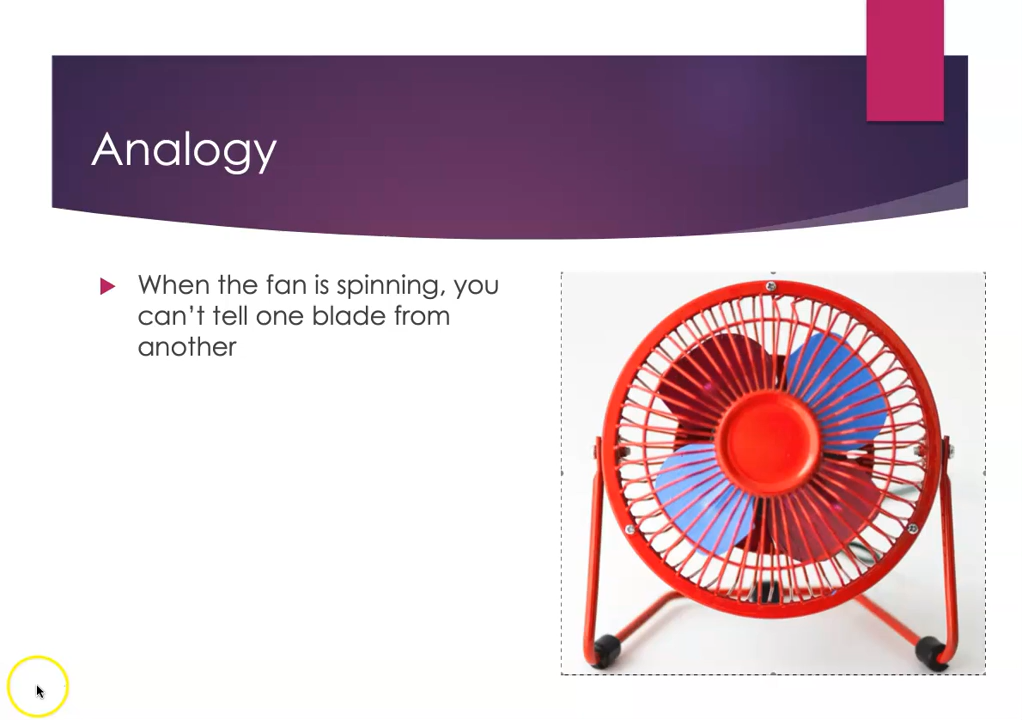 Analogy
When the fan is spinning, you
can’t tell one blade from
another